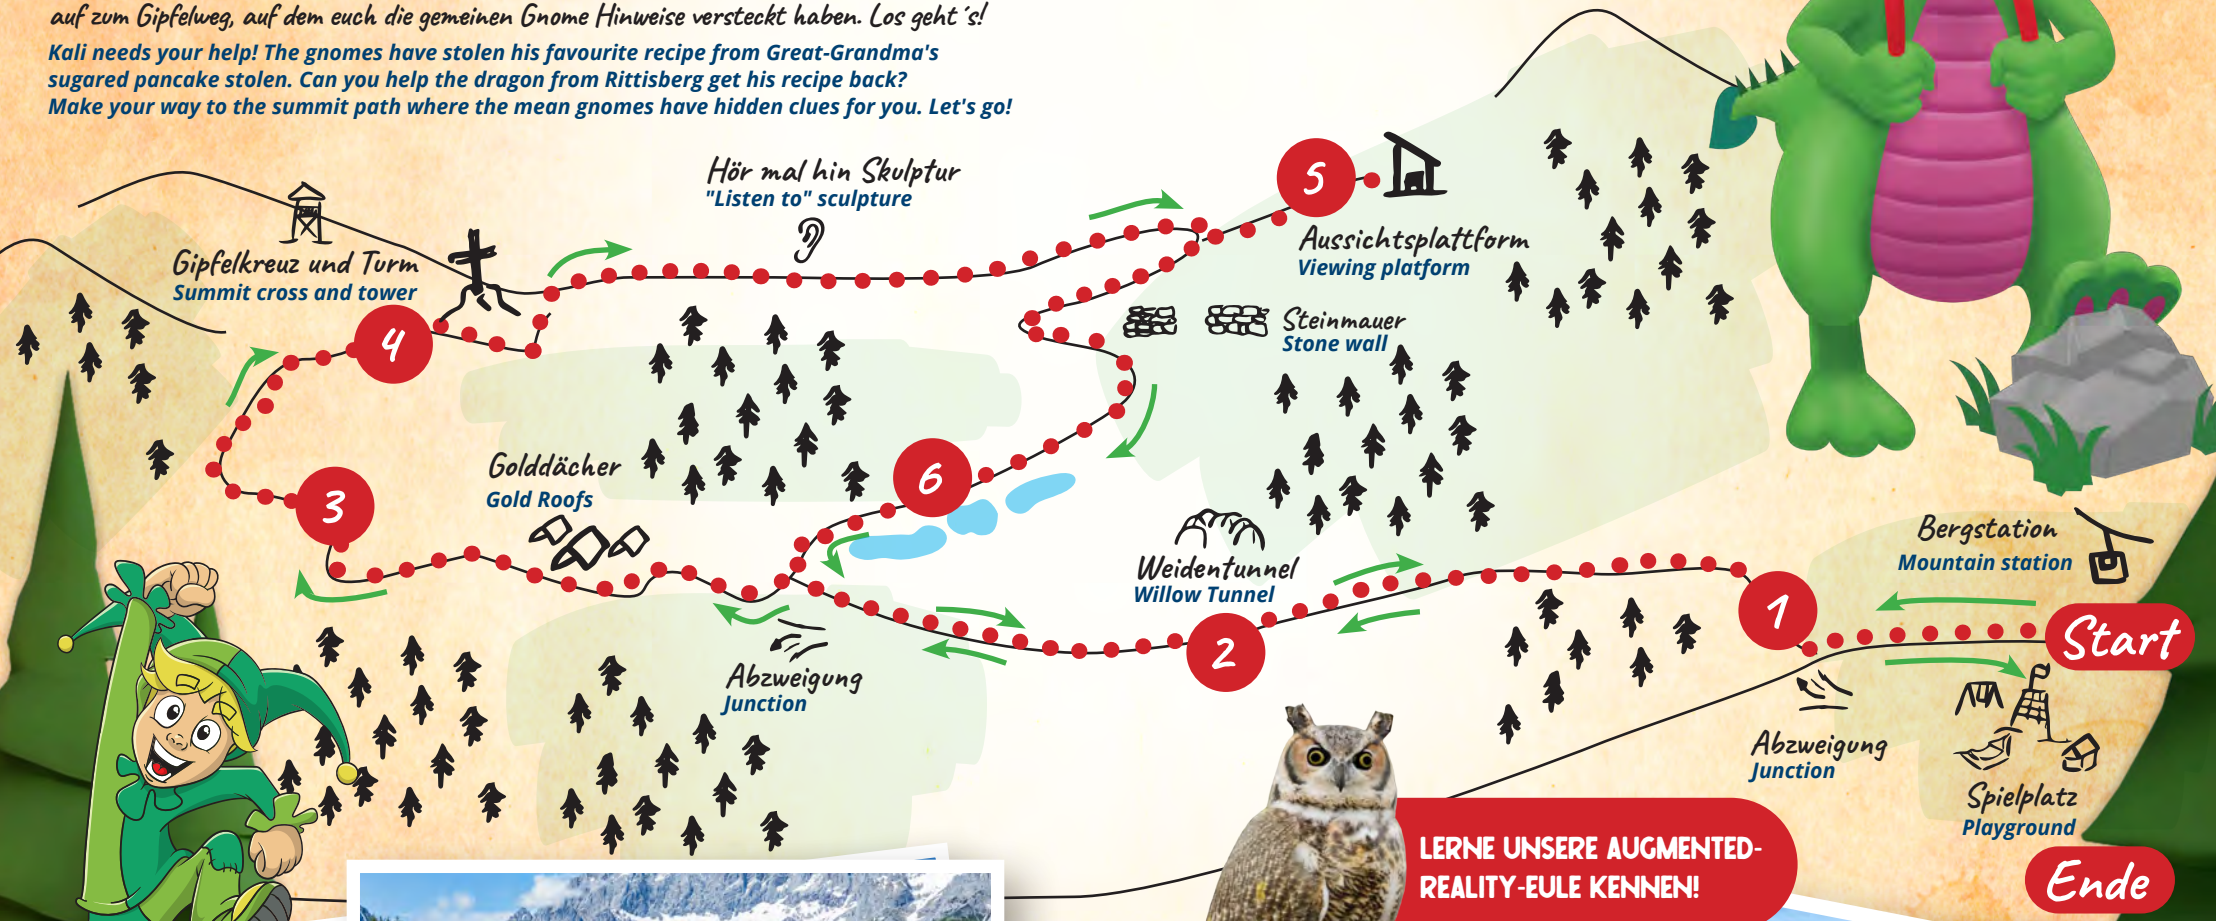 auf zum Gipfelweg, auf dem euch die gemeinen Gnome Hinweise versteckt haben. Los geht´s!
Kali needs your help! The gnomes have stolen his favourite recipe from Great-Grandma's
sugared pancake stolen. Can you help the dragon from Rittisberg get his recipe back?
Make your way to the summit path where the mean gnomes have hidden clues for you. Let's go!
Hör mal hin Skulptur
"Listen to" sculpture
5
Aussichtsplattform
Viewing platform
Gipfelkreuz und Turm
Summit cross and tower
4
Steinmauer
Stone wall
Golddächer
Gold Roofs
6
3
Weidentunnel
Willow Tunnel
Bergstation
Mountain station
1
Start
2
Abzweigung
Junction
Abzweigung
Junction
Spielplatz
Playground
LERNE UNSERE AUGMENTED-
REALITY-EULE KENNEN!
Ende